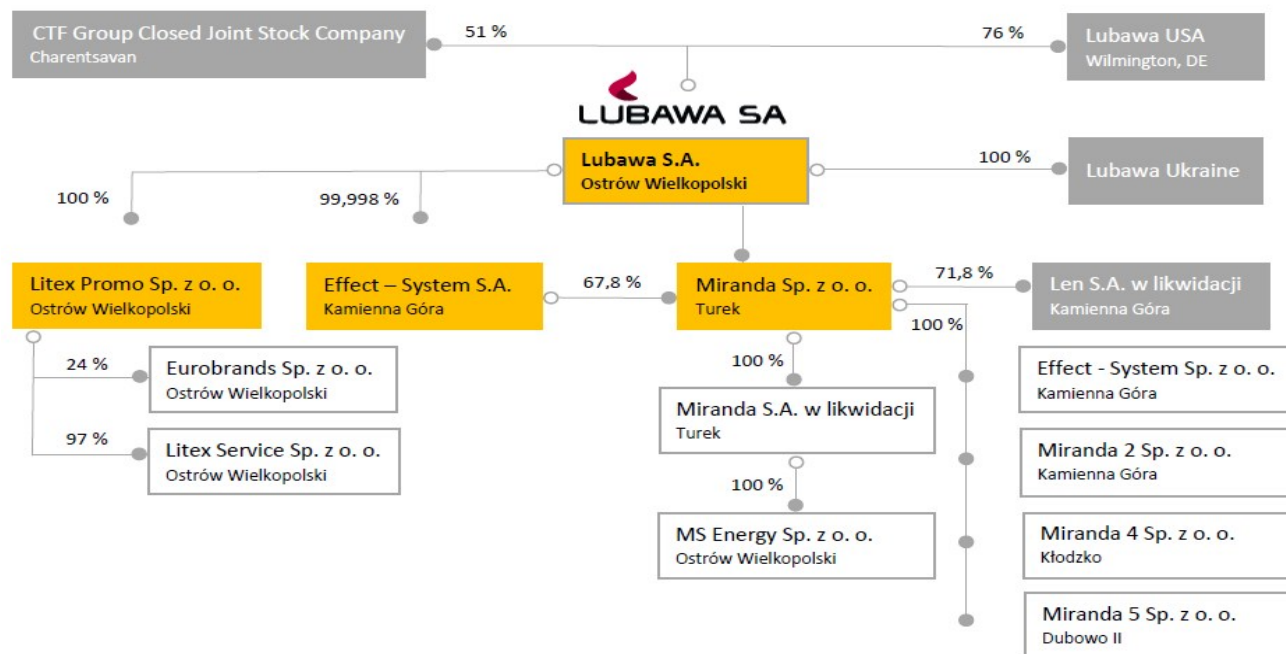 CTF Group Closed Joint Stock Company
Charentsavan
51 %
76 %
Lubawa USA
Wilmington, DE
LUBAWA SA
Lubawa S.A.
Ostrów Wielkopolski
100 %
Lubawa Ukraine
100 %
99,998 %
Litex Promo Sp. z o. o.
Ostrów Wielkopolski
Effect – System S.A.
Kamienna Góra
67,8 %
Miranda Sp. z o. o.
Turek
71,8 %
Len S.A. w likwidacji
Kamienna Góra
100 %
24 %
Eurobrands Sp. z o. o.
Ostrów Wielkopolski
97 %
Litex Service Sp. z o. o.
Ostrów Wielkopolski
100 %
Miranda S.A. w likwidacji
Turek
100 %
MS Energy Sp. z o. o.
Ostrów Wielkopolski
Effect - System Sp. z o. o.
Kamienna Góra
Miranda 2 Sp. z o. o.
Kamienna Góra
Miranda 4 Sp. z o. o.
Kłodzko
Miranda 5 Sp. z o. o.
Dubowo II